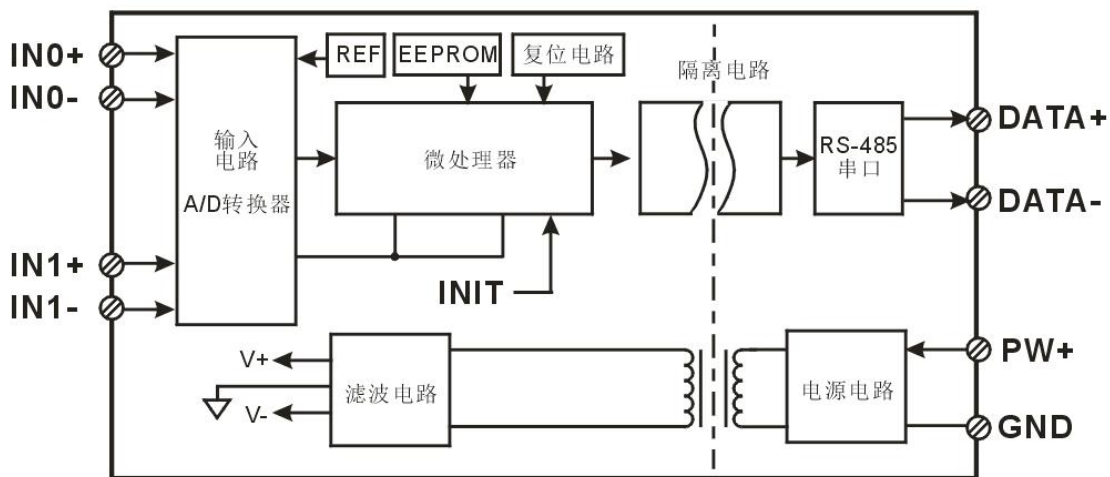 IN0+
IN0-
IN1+
IN1-
输入
电路
A/D转换器
REF
EEPROM
复位电路
微处理器
INIT
隔离电路
RS-485
串口
DATA+
DATA-
V+
V-
滤波电路
电源电路
PW+
GND